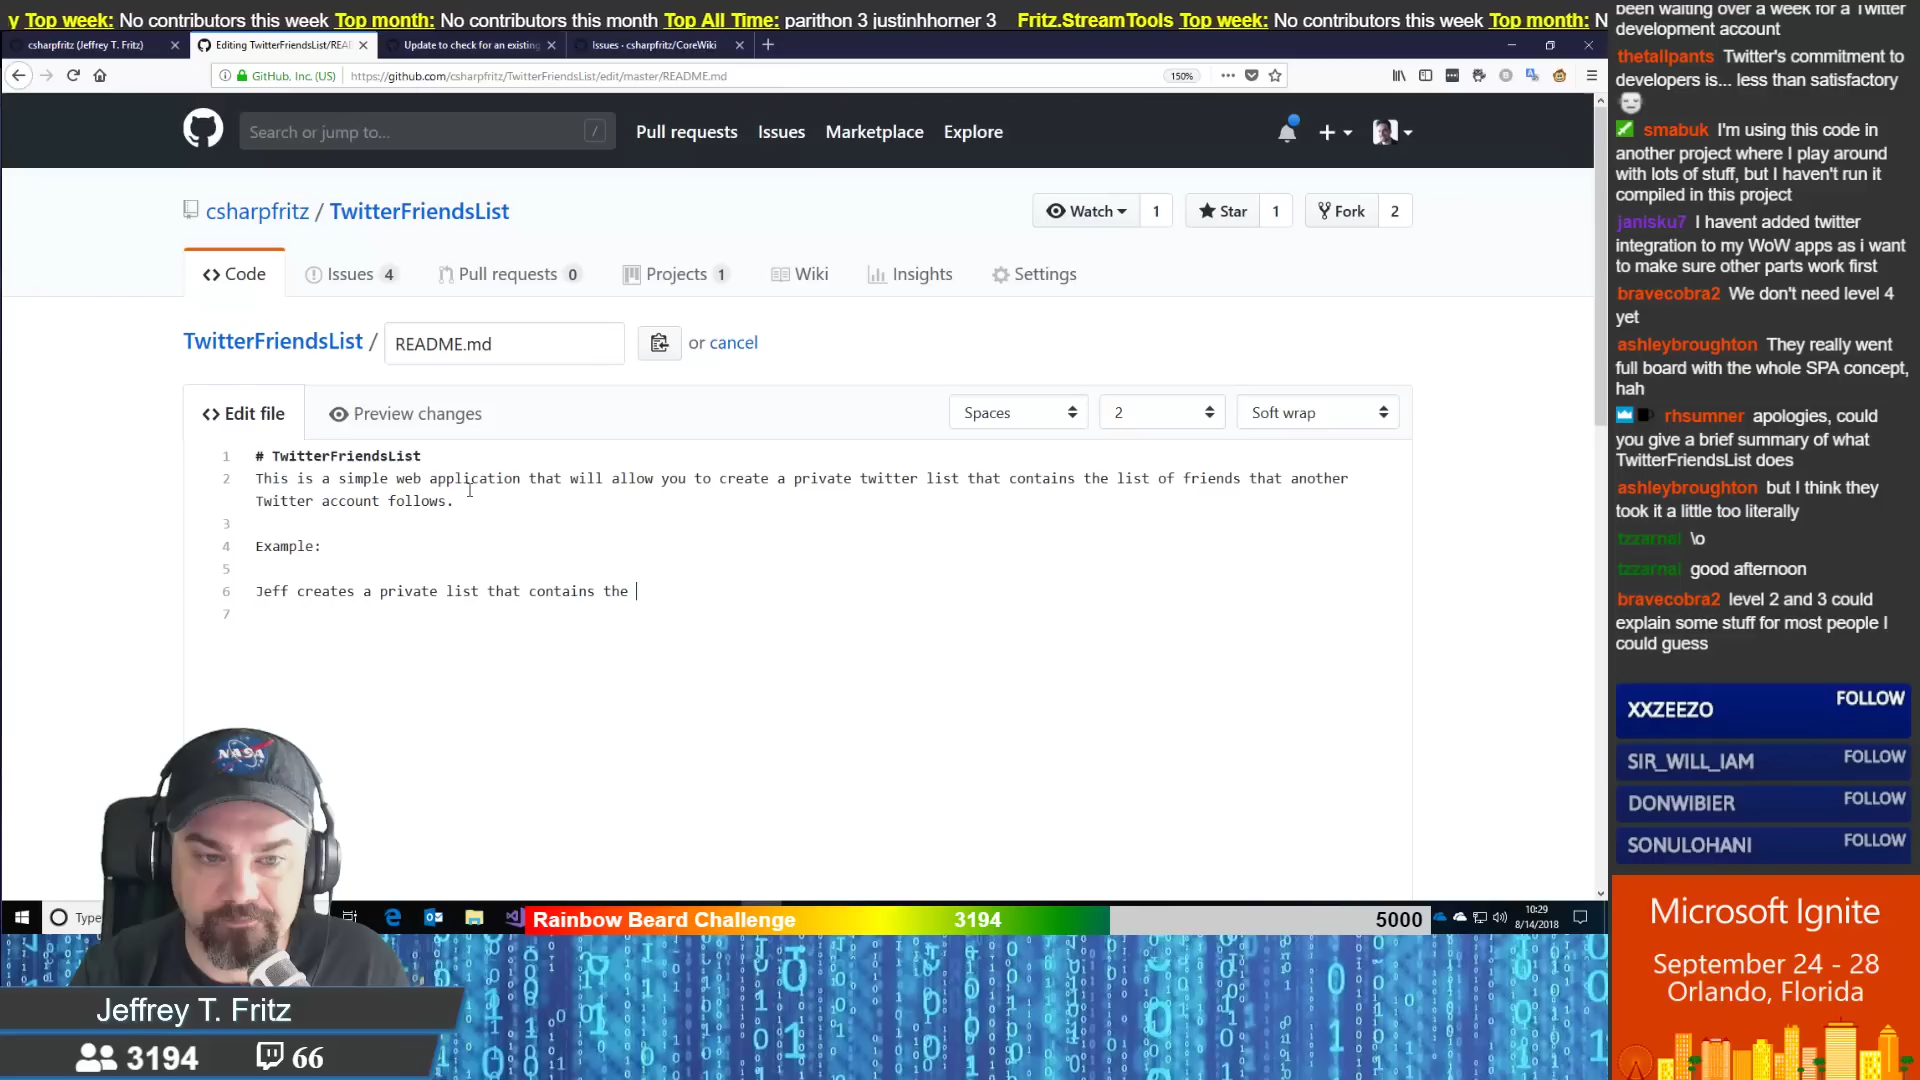 y Top week: No contributors this week Top month: No contributors this month Top All Time: parithon 3 justinhhorner 3 Fritz.StreamTools Top week: No contributors this week Top month: N
csharpfritz (Jeffrey T. Fritz)
Editing TwitterFriendsList/REA
Update to check for an existing
Issues · csharpfritz/CoreWiki
GitHub, Inc. (US)
https://github.com/csharpfritz/TwitterFriendsList/edit/master/README.md
150%
Search or jump to...
/
Pull requests
Issues
Marketplace
Explore
csharpfritz / TwitterFriendsList
Watch 1
Star 1
Fork 2
Code
Issues 4
Pull requests 0
Projects 1
Wiki
Insights
Settings
TwitterFriendsList / README.md or cancel
Edit file
Preview changes
Spaces
2
Soft wrap
1 # TwitterFriendsList
2 This is a simple web application that will allow you to create a private twitter list that contains the list of friends that another
Twitter account follows.
3
4 Example:
5
6 Jeff creates a private list that contains the
7
Type
Rainbow Beard Challenge 3194 5000
10:29
8/14/2018
NASA
Jeffrey T. Fritz
3194
66
been waiting over a week for a Twitter
development account
thetallpants Twitter's commitment to
developers is... less than satisfactory
smabuk I'm using this code in
another project where I play around
with lots of stuff, but I haven't run it
compiled in this project
janisku7 I havent added twitter
integration to my WoW apps as i want
to make sure other parts work first
bravecobra2 We don't need level 4
yet
ashleybroughton They really went
full board with the whole SPA concept,
hah
rhsumner apologies, could
you give a brief summary of what
TwitterFriendsList does
ashleybroughton but I think they
took it a little too literally
tzzarnal \o
tzzarnal good afternoon
bravecobra2 level 2 and 3 could
explain some stuff for most people I
could guess
XXZEEZO FOLLOW
SIR_WILL_IAM FOLLOW
DONWIBIER FOLLOW
SONULOHANI FOLLOW
Microsoft Ignite
September 24 - 28
Orlando, Florida